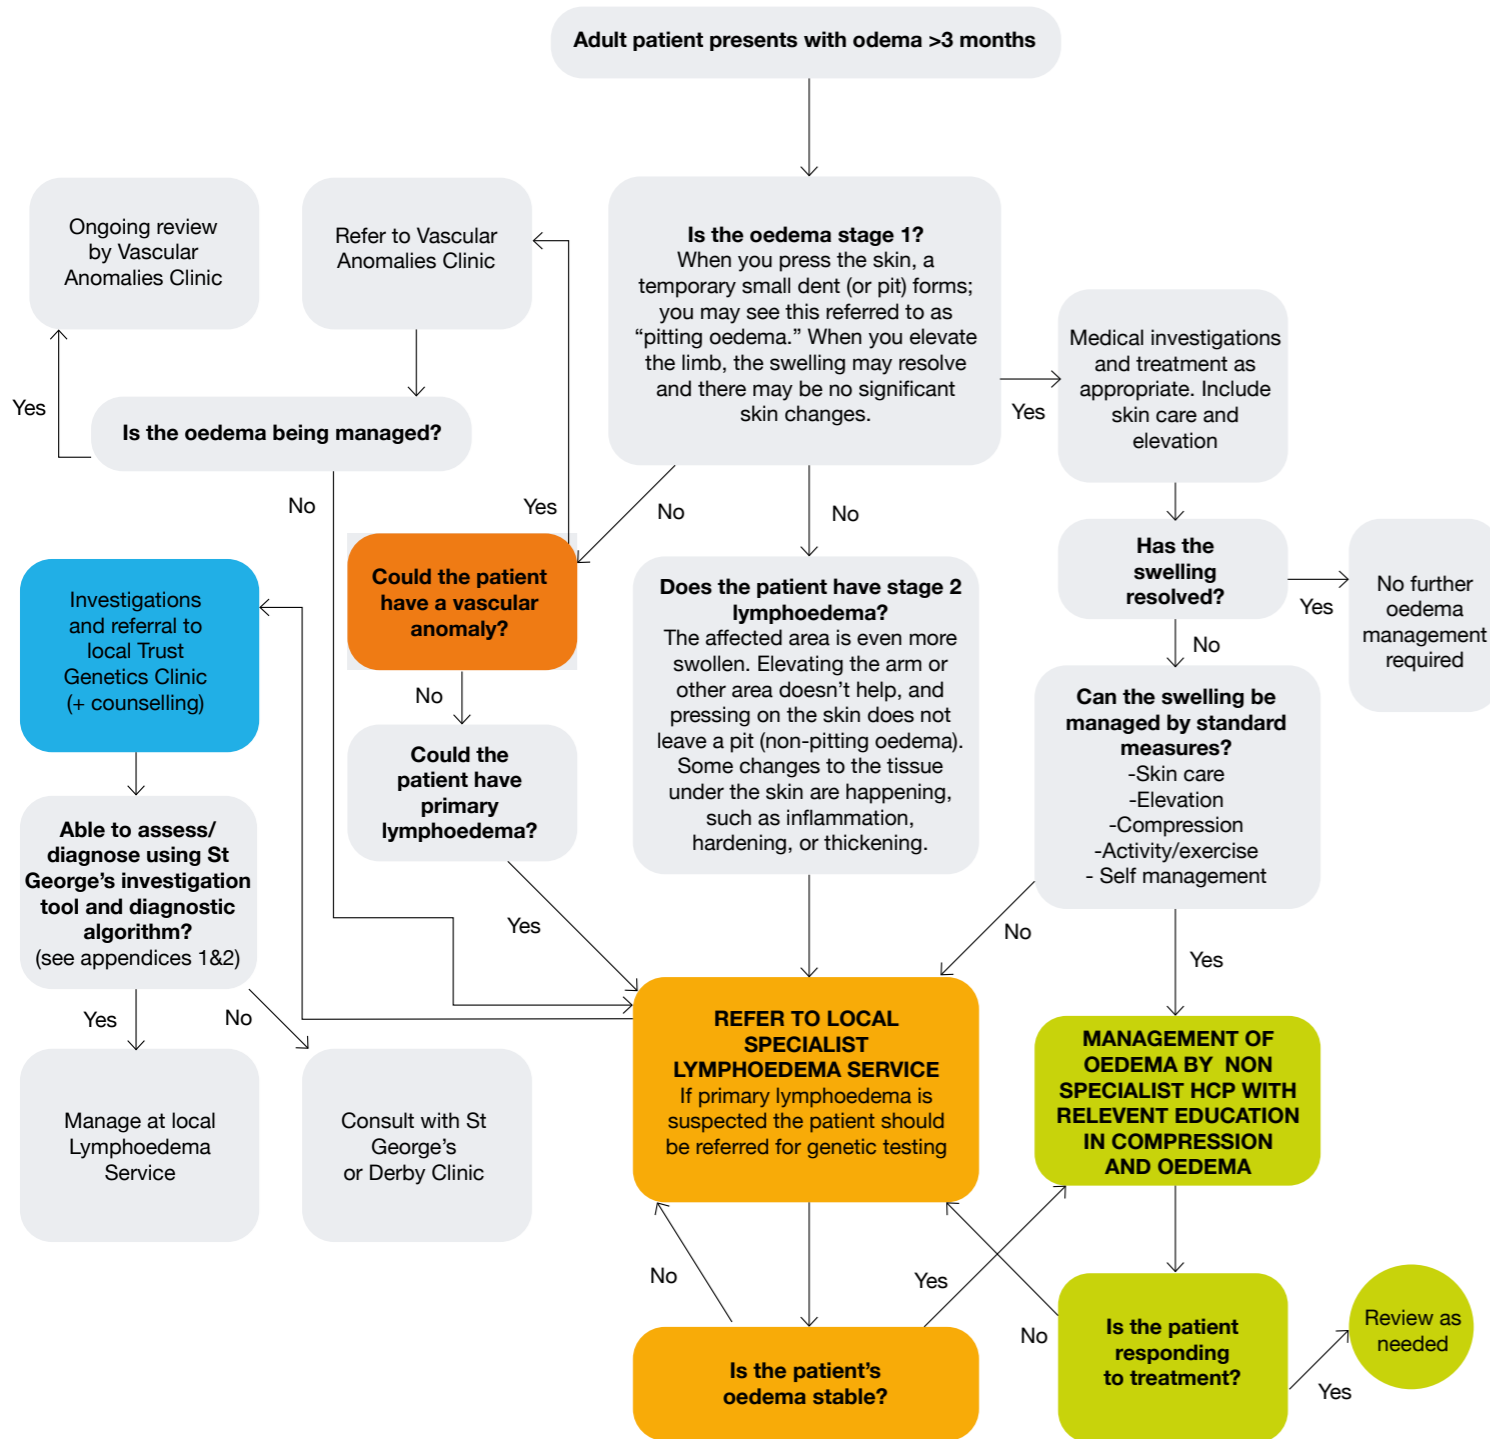 Adult patient presents with odema >3 months
Ongoing review
by Vascular
Anomalies Clinic
Refer to Vascular
Anomalies Clinic
Is the oedema stage 1?
When you press the skin, a
temporary small dent (or pit) forms;
you may see this referred to as
“pitting oedema.” When you elevate
the limb, the swelling may resolve
and there may be no significant
skin changes.
Medical investigations
and treatment as
appropriate. Include
skin care and
elevation
Yes
Yes
Is the oedema being managed?
No
Yes
No
No
Has the
swelling
resolved?
Yes
No further
oedema
management
required
No
Investigations
and referral to
local Trust
Genetics Clinic
(+ counselling)
Could the patient
have a vascular
anomaly?
No
Could the
patient have
primary
lymphoedema?
Yes
Does the patient have stage 2
lymphoedema?
The affected area is even more
swollen. Elevating the arm or
other area doesn’t help, and
pressing on the skin does not
leave a pit (non-pitting oedema).
Some changes to the tissue
under the skin are happening,
such as inflammation,
hardening, or thickening.
Can the swelling be
managed by standard
measures?
-Skin care
-Elevation
-Compression
-Activity/exercise
- Self management
No
Yes
Able to assess/
diagnose using St
George’s investigation
tool and diagnostic
algorithm?
(see appendices 1&2)
Yes
No
Manage at local
Lymphoedema
Service
Consult with St
George’s
or Derby Clinic
REFER TO LOCAL
SPECIALIST
LYMPHOEDEMA SERVICE
If primary lymphoedema is
suspected the patient should
be referred for genetic testing
MANAGEMENT OF
OEDEMA BY NON
SPECIALIST HCP WITH
RELEVENT EDUCATION
IN COMPRESSION
AND OEDEMA
No
Yes
Is the patient’s
oedema stable?
No
Is the patient
responding
to treatment?
Yes
Review as
needed